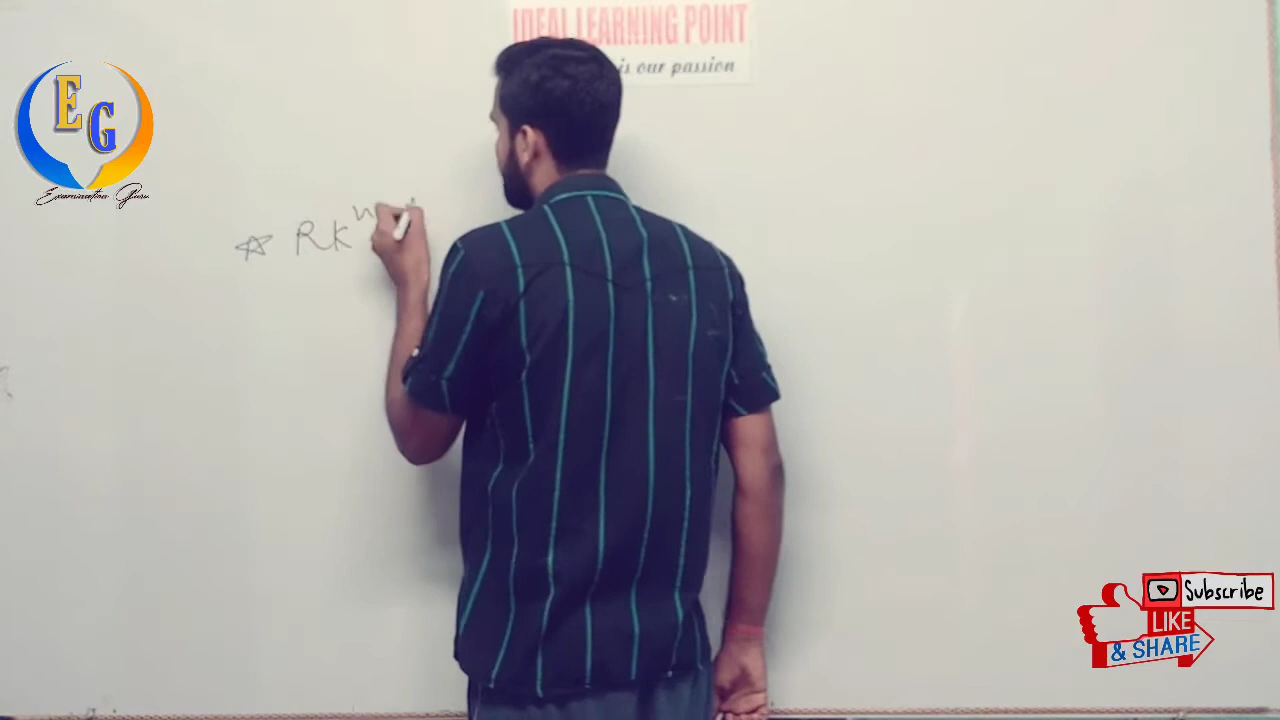 IDEAL LEARNING POINT
is our passion
E G
Examination Guru
☆ RK
Subscribe
LIKE
& SHARE